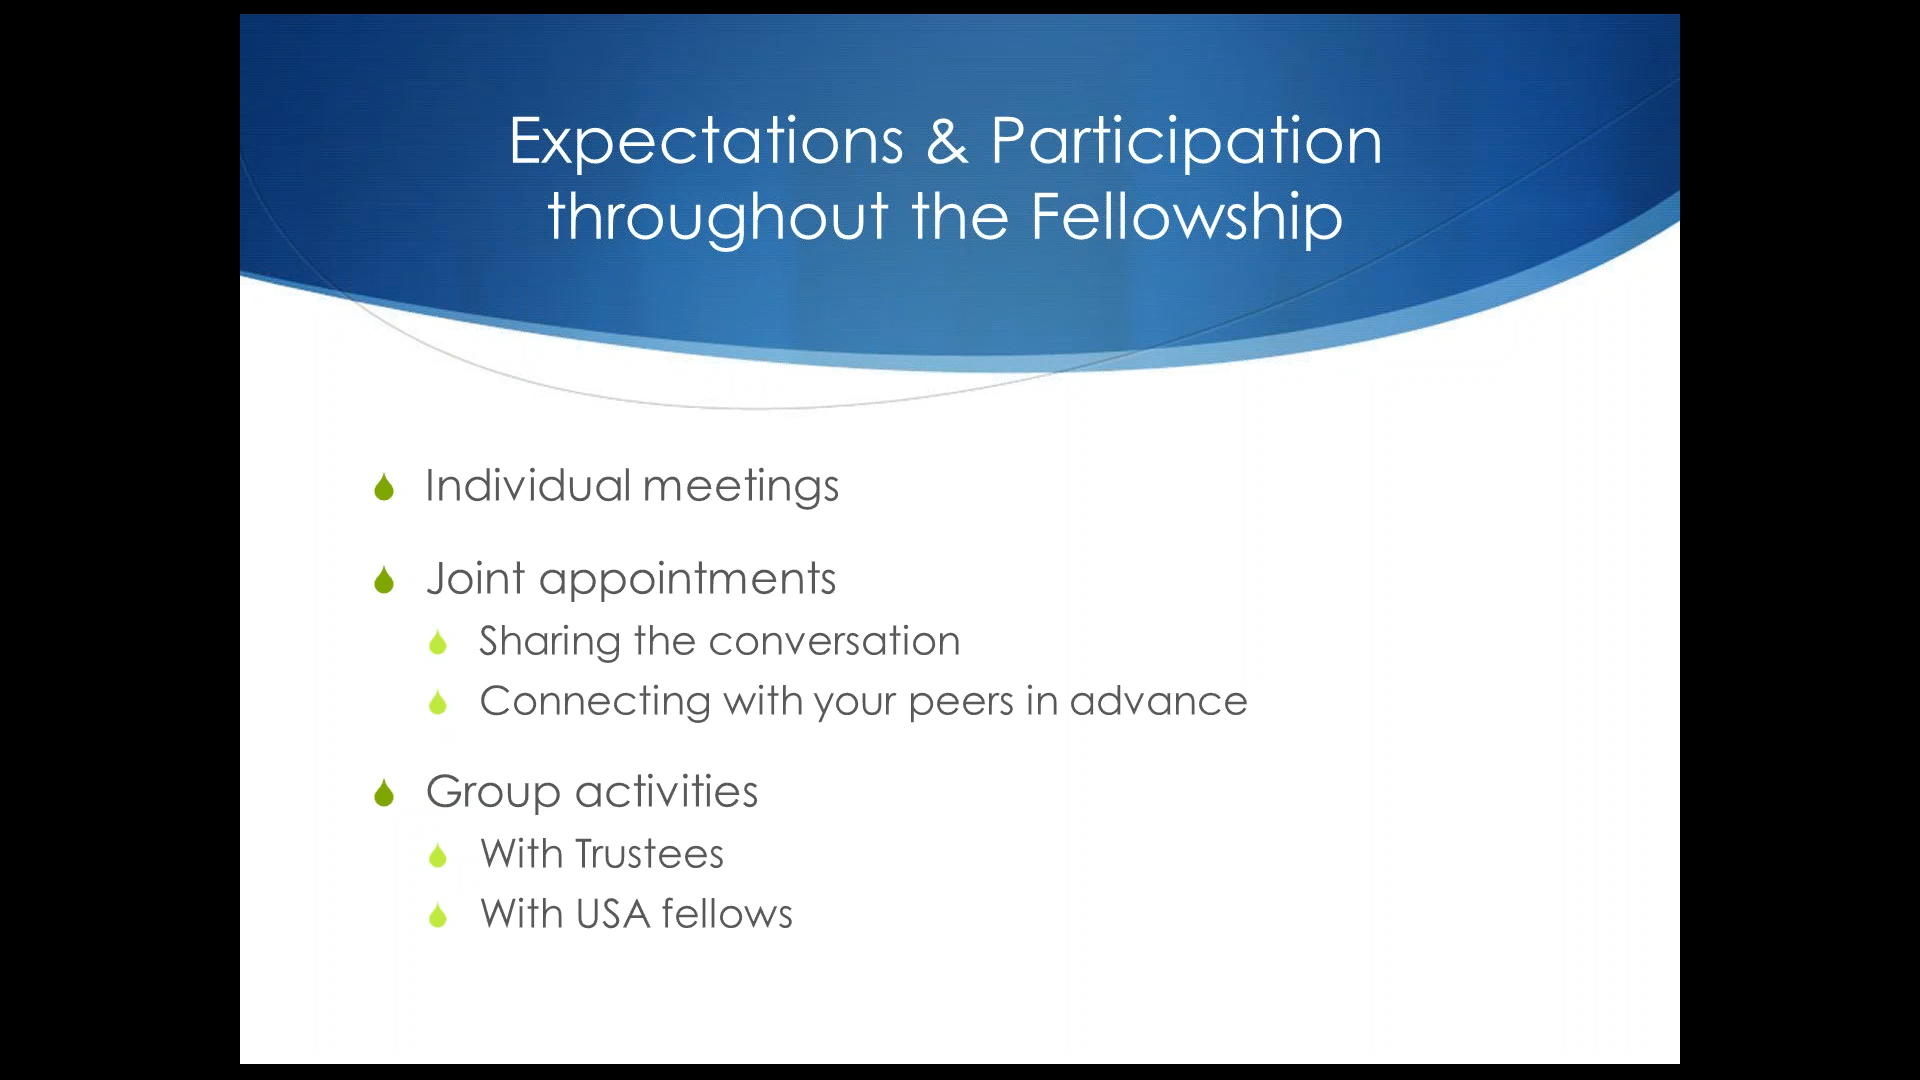 Expectations & Participation
throughout the Fellowship
Individual meetings
Joint appointments
Sharing the conversation
Connecting with your peers in advance
Group activities
With Trustees
With USA fellows